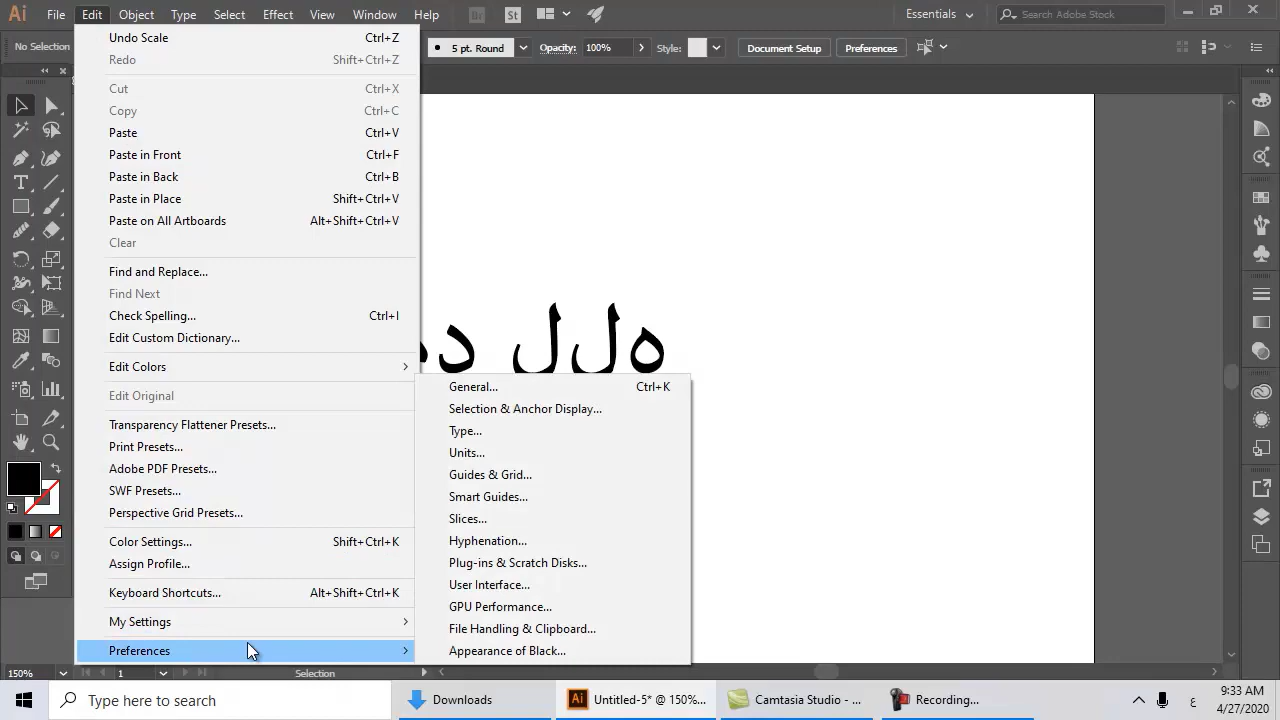 Ai File Edit Object Type Select Effect View Window Help Br St Essentials Search Adobe Stock
No Selection 5 pt. Round Opacity: 100% Style: Document Setup Preferences
Undo Scale Ctrl+Z
Redo Shift+Ctrl+Z
Cut Ctrl+X
Copy Ctrl+C
Paste Ctrl+V
Paste in Front Ctrl+F
Paste in Back Ctrl+B
Paste in Place Shift+Ctrl+V
Paste on All Artboards Alt+Shift+Ctrl+V
Clear
Find and Replace...
Find Next
Check Spelling... Ctrl+I
Edit Custom Dictionary...
ه ل ل د
Edit Colors
Edit Original
Transparency Flattener Presets...
Print Presets...
Adobe PDF Presets...
SWF Presets...
Perspective Grid Presets...
Color Settings... Shift+Ctrl+K
Assign Profile...
Keyboard Shortcuts... Alt+Shift+Ctrl+K
My Settings
Preferences
General... Ctrl+K
Selection & Anchor Display...
Type...
Units...
Guides & Grid...
Smart Guides...
Slices...
Hyphenation...
Plug-ins & Scratch Disks...
User Interface...
GPU Performance...
File Handling & Clipboard...
Appearance of Black...
150% 1 Selection
Type here to search Downloads Ai Untitled-5* @ 150%... Camtasia Studio - ... Recording... ع 9:33 AM
4/27/2020